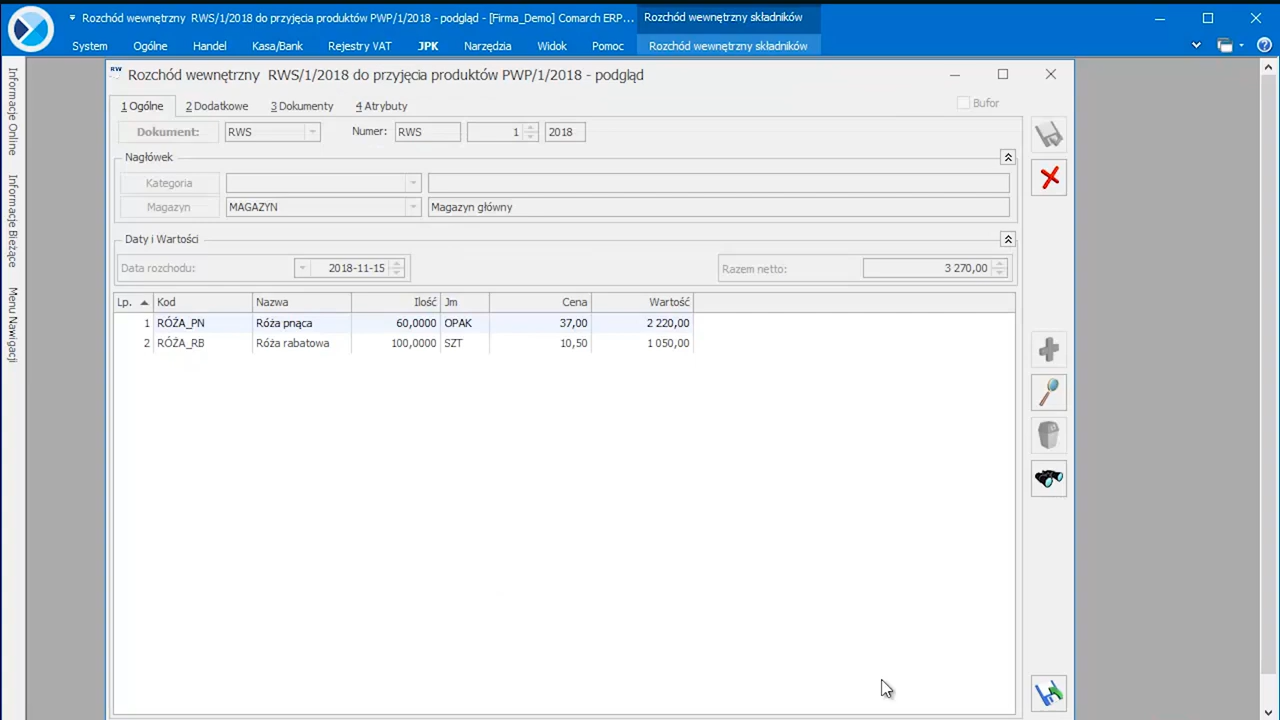 Rozchód wewnętrzny RWS/1/2018 do przyjęcia produktów PWP/1/2018 - podgląd - [Firma_Demo] Comarch ERP...
Rozchód wewnętrzny składników
System Ogólne Handel Kasa/Bank Rejestry VAT JPK Narzędzia Widok Pomoc Rozchód wewnętrzny składników
Informacje Online
Informacje Bieżące
Menu Nawigacji
RW Rozchód wewnętrzny RWS/1/2018 do przyjęcia produktów PWP/1/2018 - podgląd
1 Ogólne 2 Dodatkowe 3 Dokumenty 4 Atrybuty Bufor
Dokument: RWS Numer: RWS 1 2018
Nagłówek
Kategoria
Magazyn MAGAZYN Magazyn główny
Daty i Wartości
Data rozchodu: 2018-11-15 Razem netto: 3 270,00
Lp. Kod Nazwa Ilość Jm Cena Wartość
1 RÓŻA_PN Róża pnąca 60,0000 OPAK 37,00 2 220,00
2 RÓŻA_RB Róża rabatowa 100,0000 SZT 10,50 1 050,00